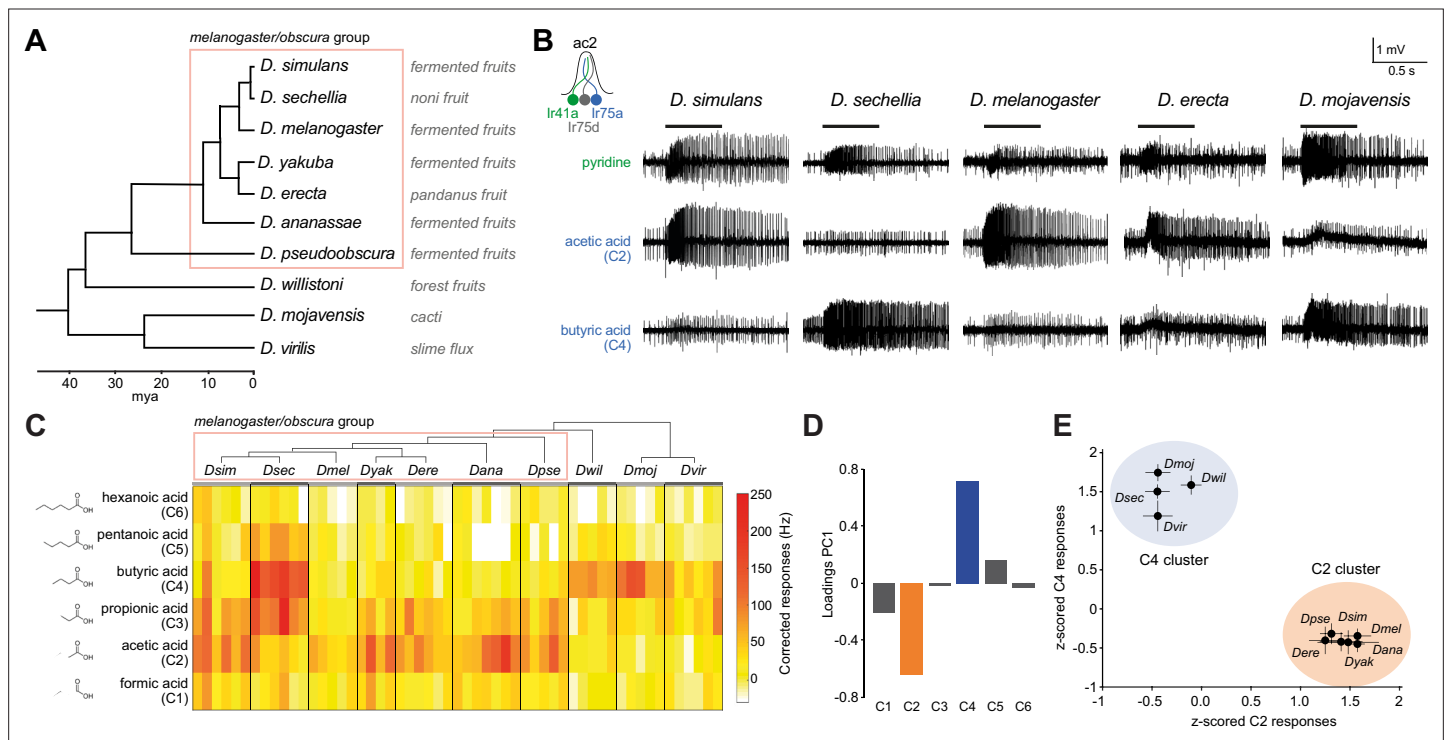 A
melanogaster/obscura group
D. simulans fermented fruits
D. sechellia noni fruit
D. melanogaster fermented fruits
D. yakuba fermented fruits
D. erecta pandanus fruit
D. ananassae fermented fruits
D. pseudoobscura fermented fruits
D. willistoni forest fruits
D. mojavensis cacti
D. virilis slime flux
40 30 20 10 0
mya
B
ac2
Ir41a Ir75a
Ir75d
1 mV
0.5 s
D. simulans D. sechellia D. melanogaster D. erecta D. mojavensis
pyridine
acetic acid
(C2)
butyric acid
(C4)
C
melanogaster/obscura group
Dsim Dsec Dmel Dyak Dere Dana Dpse Dwil Dmoj Dvir
hexanoic acid
(C6)
pentanoic acid
(C5)
butyric acid
(C4)
propionic acid
(C3)
acetic acid
(C2)
formic acid
(C1)
O
OH
O
OH
O
OH
O
OH
O
OH
O
OH
250
200
150
100
50
0
Corrected responses (Hz)
D
Loadings PC1
0.8
0.4
0
-0.4
-0.8
C1 C2 C3 C4 C5 C6
E
z-scored C4 responses
2
1.5
1
0.5
0
-0.5
-1
Dmoj
Dwil
Dsec
Dvir
C4 cluster
C2 cluster
Dpse Dsim
Dmel
Dere
Dana
Dyak
-1 -0.5 0.0 0.5 1.0 1.5 2
z-scored C2 responses